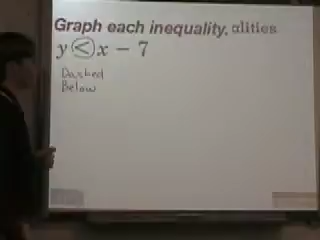 Graph each inequality. alities
y < x − 7
Dashed
Below